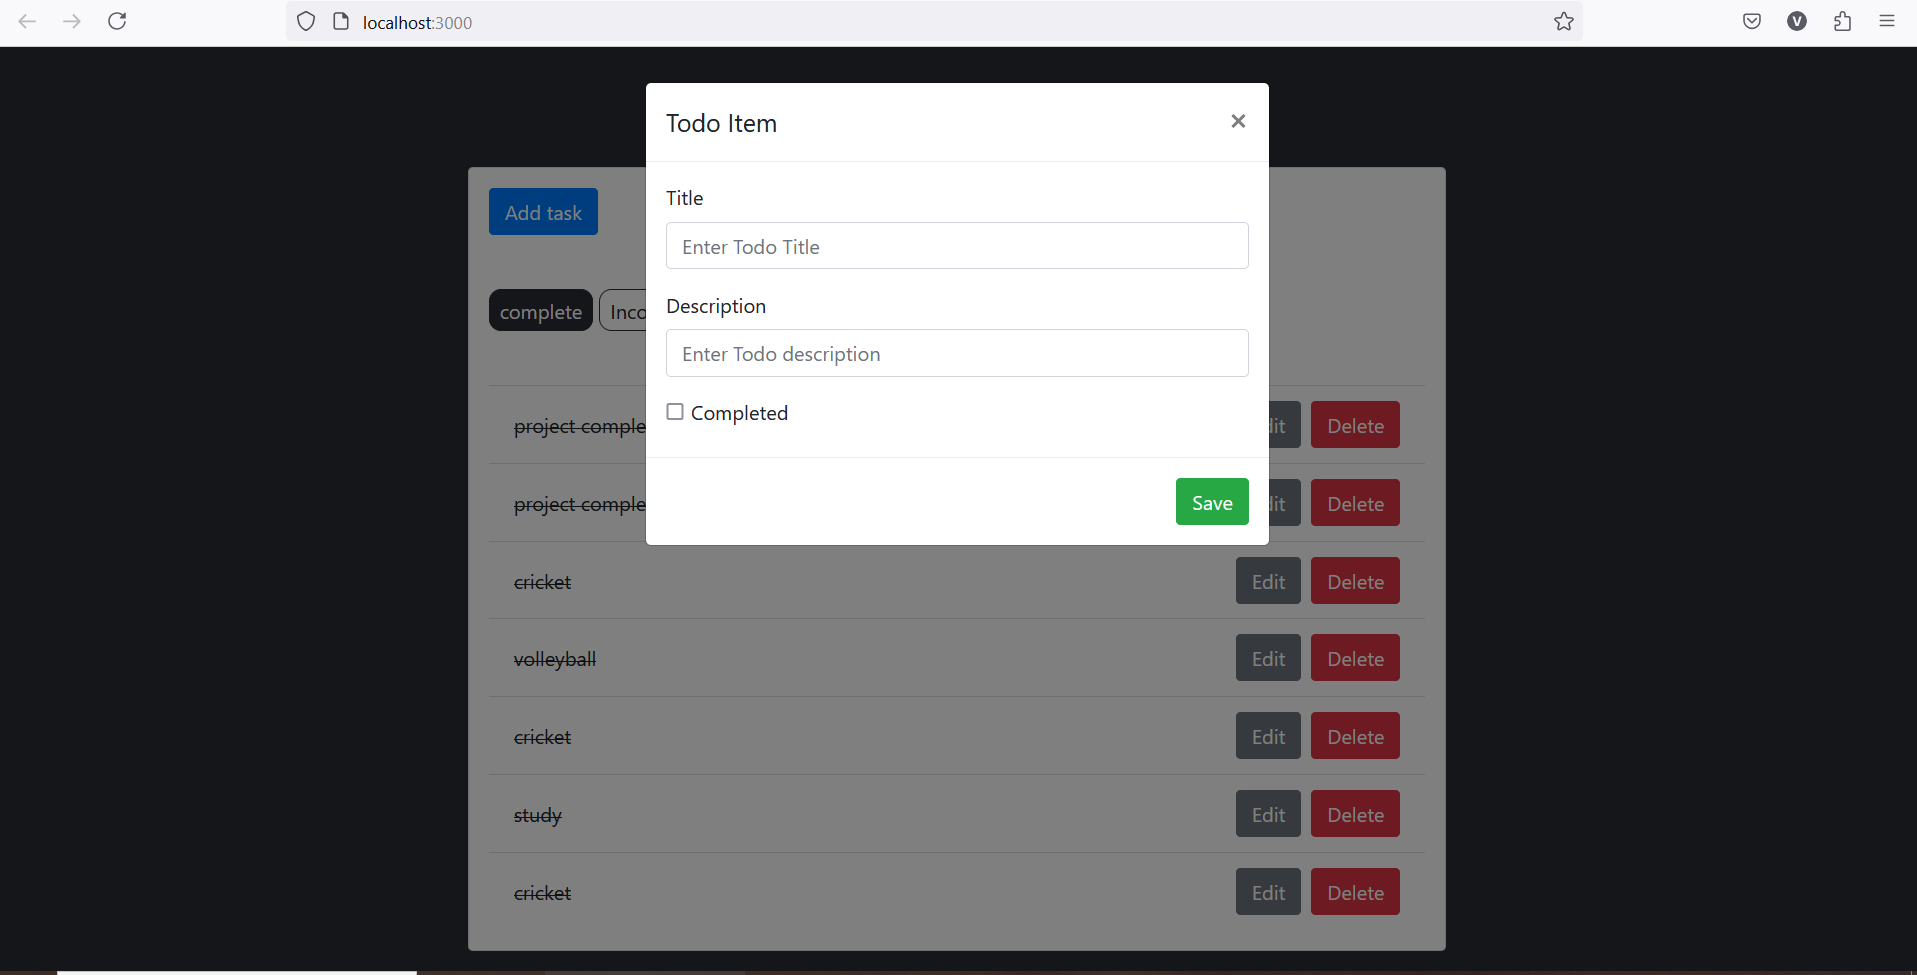 localhost:3000
V
Todo Item ×
Title
Enter Todo Title
Description
Enter Todo description
Completed
Save
Add task
complete Inco
project comple dit Delete
project comple dit Delete
cricket Edit Delete
volleyball Edit Delete
cricket Edit Delete
study Edit Delete
cricket Edit Delete